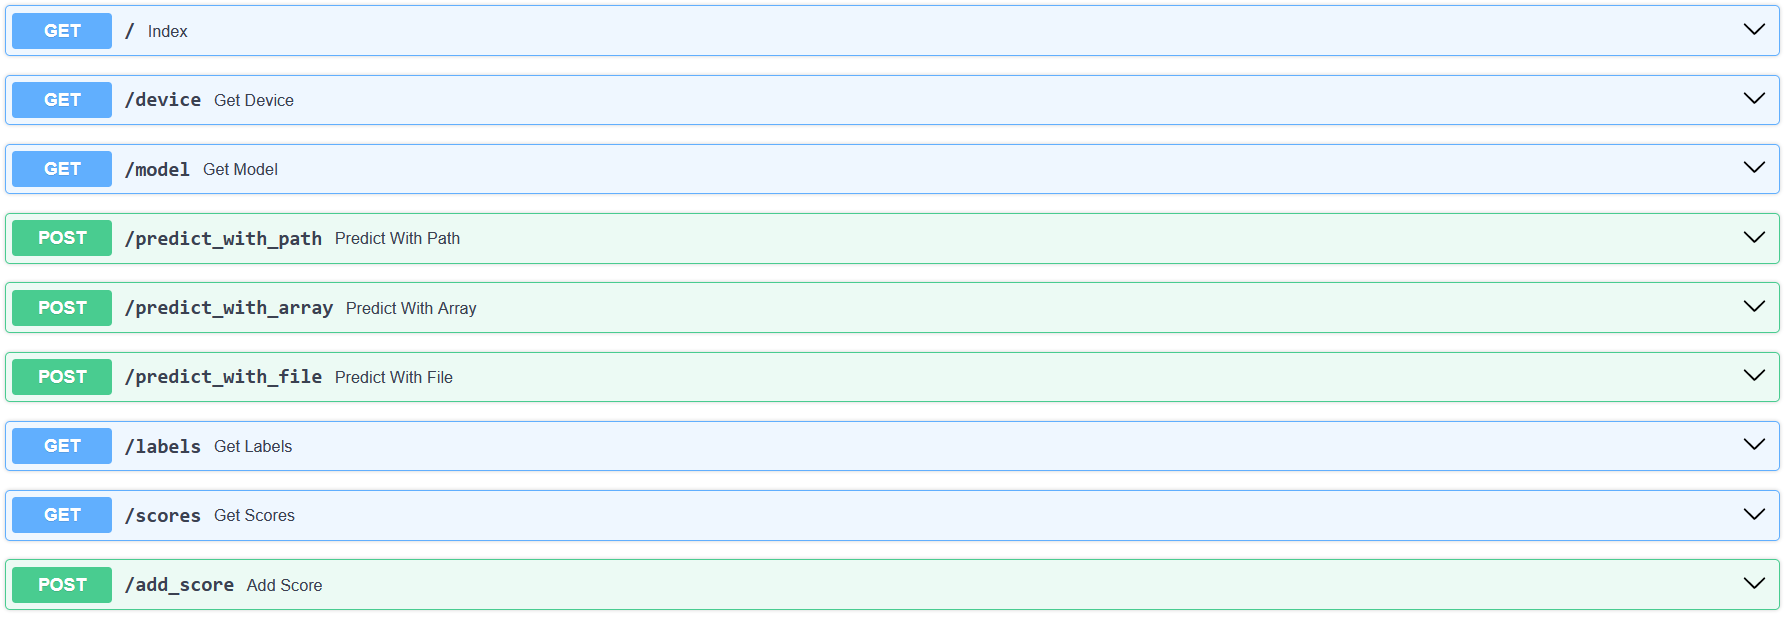 GET / Index
GET /device Get Device
GET /model Get Model
POST /predict_with_path Predict With Path
POST /predict_with_array Predict With Array
POST /predict_with_file Predict With File
GET /labels Get Labels
GET /scores Get Scores
POST /add_score Add Score